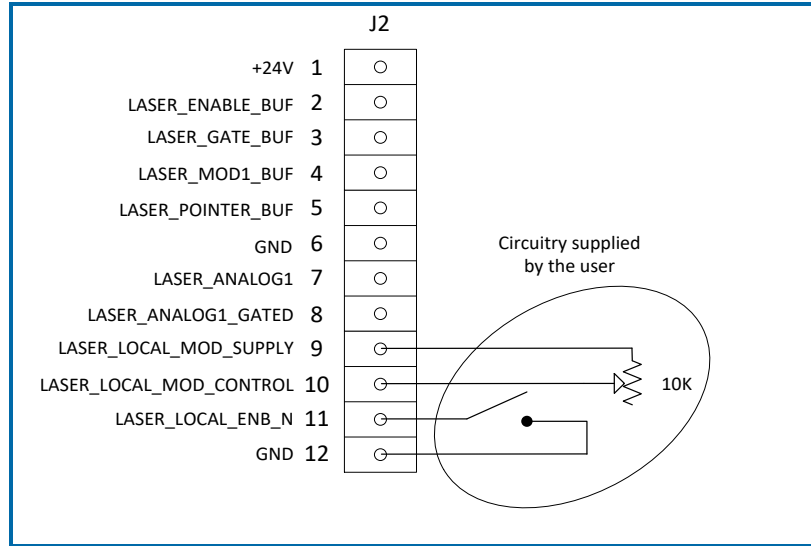 J2
+24V 1
LASER_ENABLE_BUF 2
LASER_GATE_BUF 3
LASER_MOD1_BUF 4
LASER_POINTER_BUF 5
GND 6
Circuitry supplied
by the user
LASER_ANALOG1 7
LASER_ANALOG1_GATED 8
LASER_LOCAL_MOD_SUPPLY 9
LASER_LOCAL_MOD_CONTROL 10
10K
LASER_LOCAL_ENB_N 11
GND 12